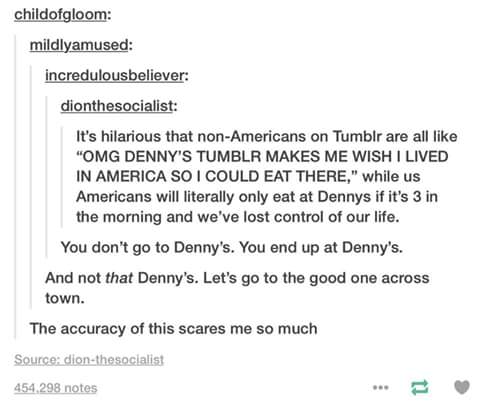 childofgloom:
mildlyamused:
incredulousbeliever:
dionthesocialist:
It's hilarious that non-Americans on Tumblr are all like
“OMG DENNY'S TUMBLR MAKES ME WISH I LIVED
IN AMERICA SO I COULD EAT THERE,” while us
Americans will literally only eat at Dennys if it's 3 in
the morning and we've lost control of our life.
You don't go to Denny's. You end up at Denny's.
And not that Denny's. Let's go to the good one across
town.
The accuracy of this scares me so much
Source: dion-thesocialist
454,298 notes